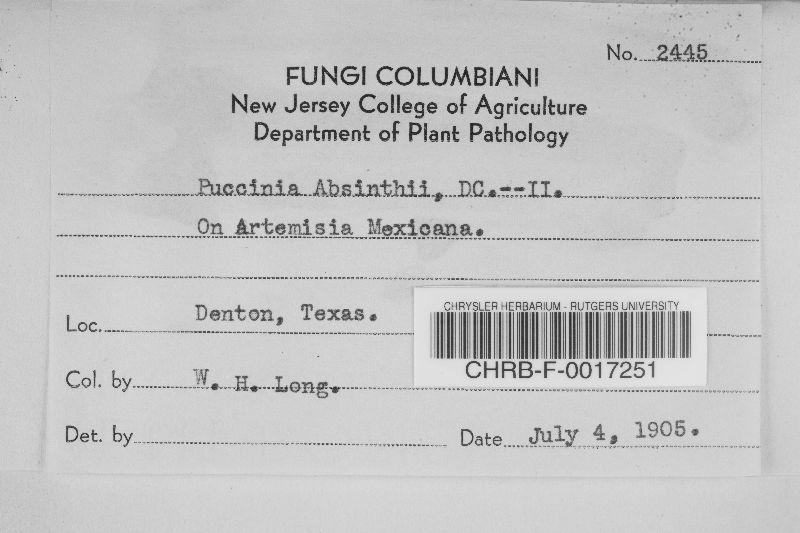 No. 2445
FUNGI COLUMBIANI
New Jersey College of Agriculture
Department of Plant Pathology
Puccinia Absinthii, DC.--II.
On Artemisia Mexicana.
Loc. Denton, Texas.
CHRYSLER HERBARIUM - RUTGERS UNIVERSITY
CHRB-F-0017251
Col. by W. H. Long.
Det. by Date July 4, 1905.